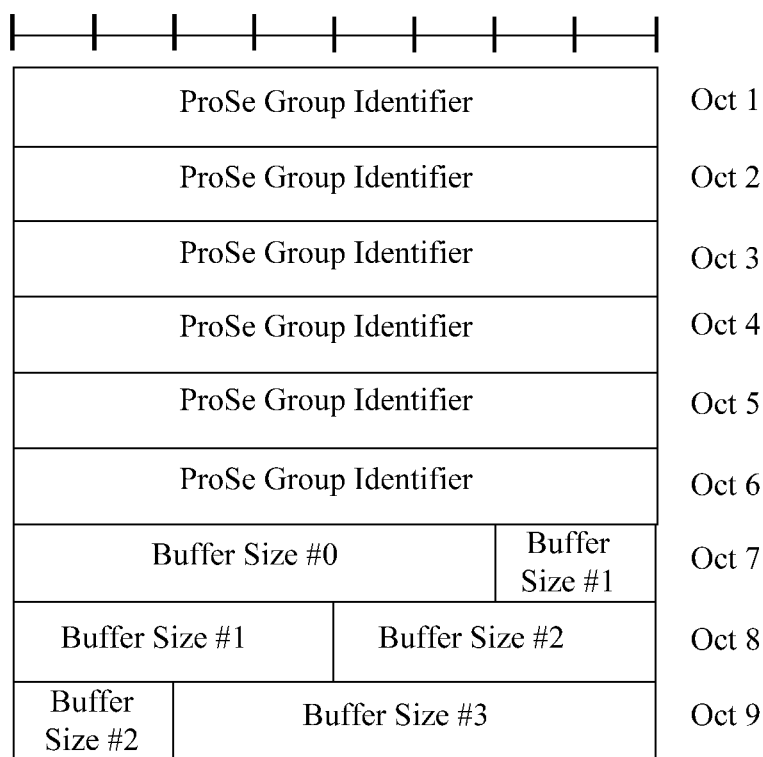 ProSe Group Identifier Oct 1
ProSe Group Identifier Oct 2
ProSe Group Identifier Oct 3
ProSe Group Identifier Oct 4
ProSe Group Identifier Oct 5
ProSe Group Identifier Oct 6
Buffer Size #0 Buffer Size #1 Oct 7
Buffer Size #1 Buffer Size #2 Oct 8
Buffer Size #2 Buffer Size #3 Oct 9